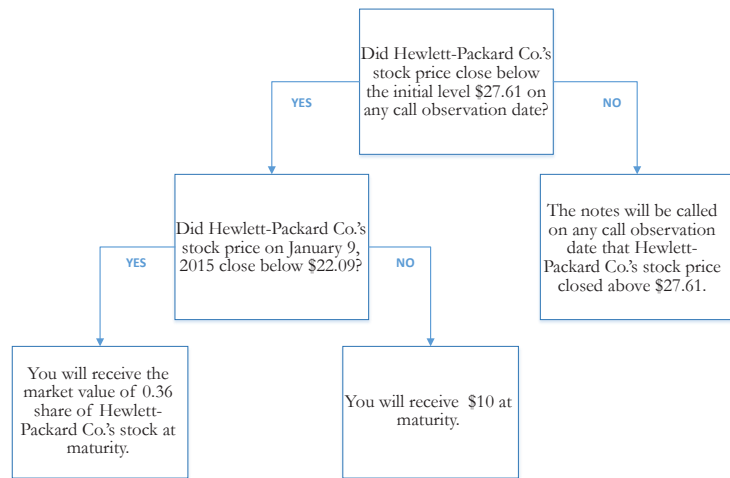 Did Hewlett-Packard Co.'s
stock price close below
the initial level $27.61 on
any call observation date?
YES
NO
Did Hewlett-Packard Co.'s
stock price on January 9,
2015 close below $22.09?
The notes will be called
on any call observation
date that Hewlett-
Packard Co.'s stock price
closed above $27.61.
YES
NO
You will receive the
market value of 0.36
share of Hewlett-
Packard Co.'s stock at
maturity.
You will receive $10 at
maturity.